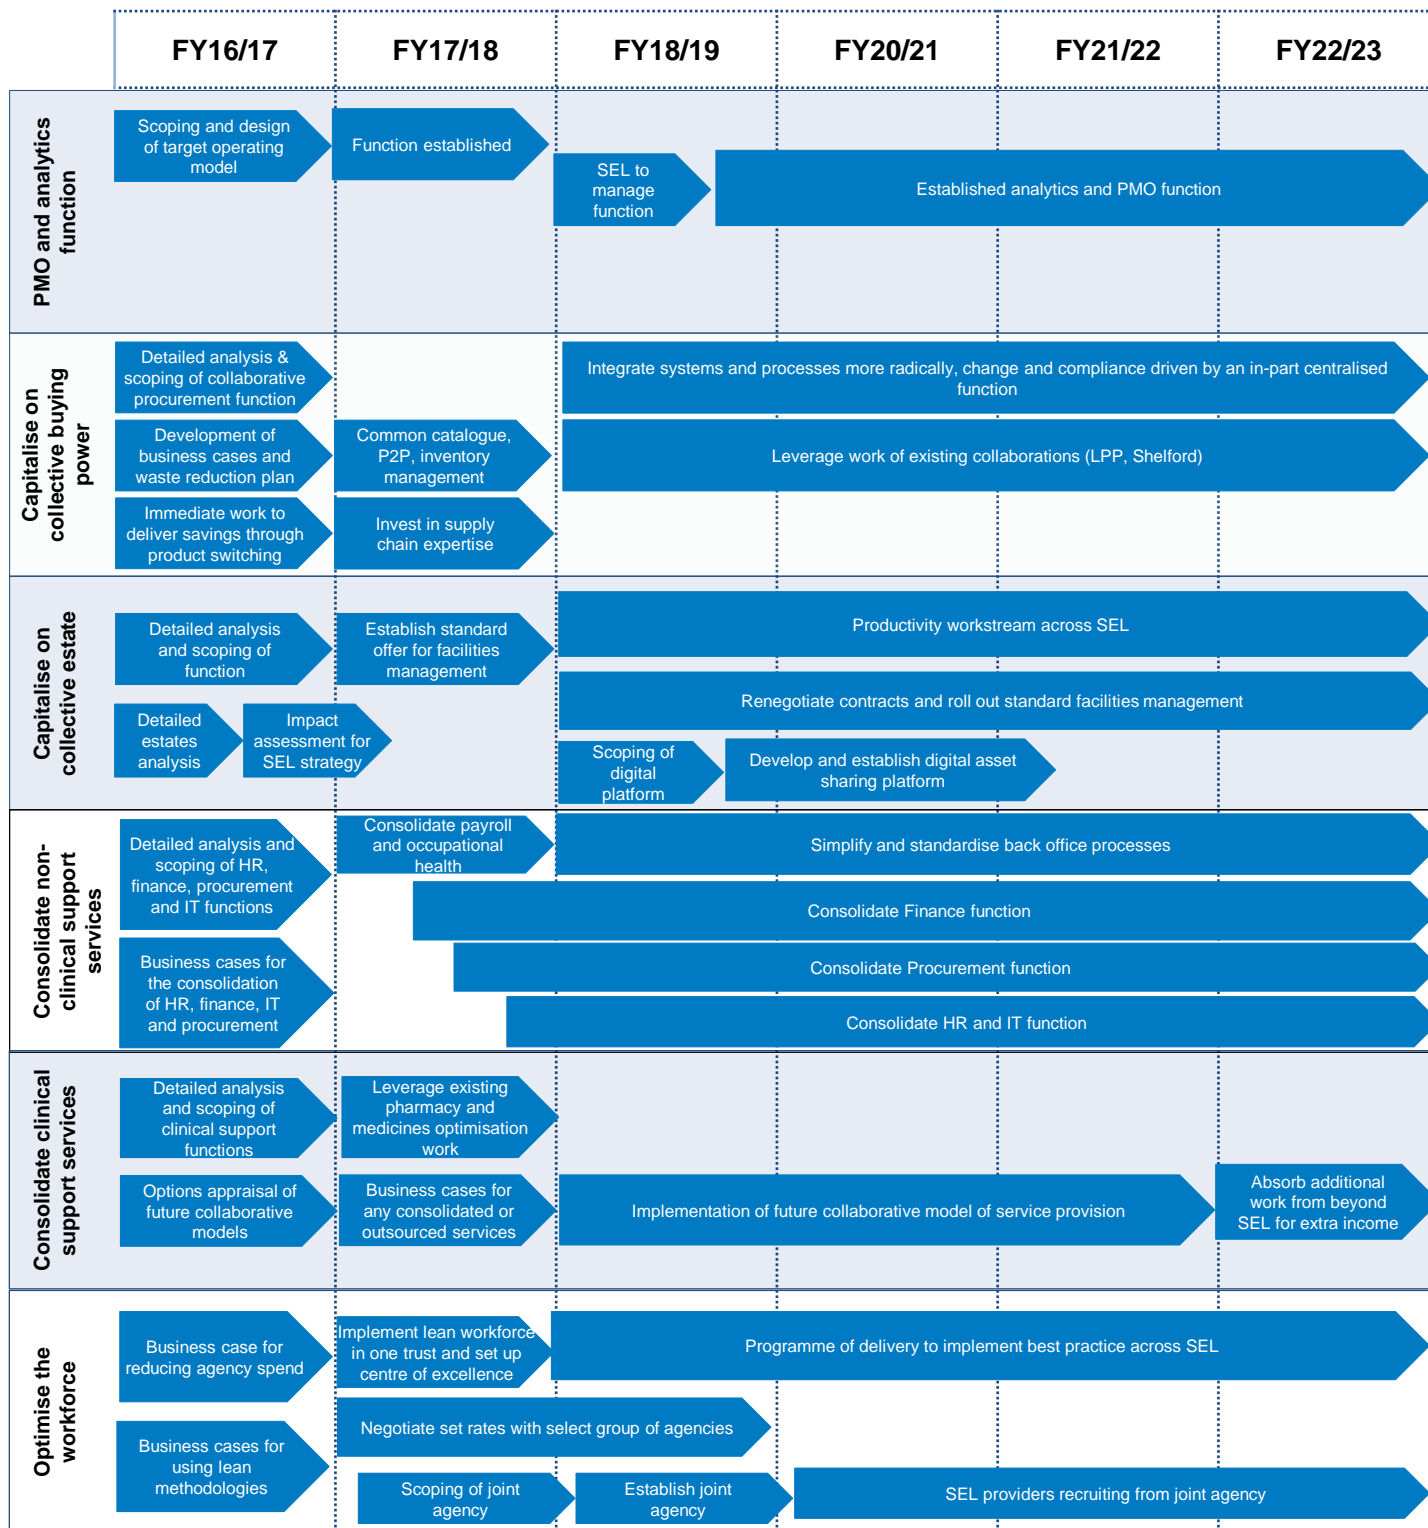 FY16/17
FY17/18
FY18/19
FY20/21
FY21/22
FY22/23
PMO and analytics
function
Scoping and design
of target operating
model
Function established
SEL to
manage
function
Established analytics and PMO function
Capitalise on
collective buying
power
Detailed analysis &
scoping of collaborative
procurement function
Integrate systems and processes more radically, change and compliance driven by an in-part centralised
function
Development of
business cases and
waste reduction plan
Common catalogue,
P2P, inventory
management
Leverage work of existing collaborations (LPP, Shelford)
Immediate work to
deliver savings through
product switching
Invest in supply
chain expertise
Capitalise on
collective estate
Detailed analysis
and scoping of
function
Establish standard
offer for facilities
management
Productivity workstream across SEL
Renegotiate contracts and roll out standard facilities management
Detailed
estates
analysis
Impact
assessment for
SEL strategy
Scoping of
digital
platform
Develop and establish digital asset
sharing platform
Consolidate non-
clinical support
services
Detailed analysis and
scoping of HR,
finance, procurement
and IT functions
Consolidate payroll
and occupational
health
Simplify and standardise back office processes
Consolidate Finance function
Business cases for
the consolidation
of HR, finance, IT
and procurement
Consolidate Procurement function
Consolidate HR and IT function
Consolidate clinical
support services
Detailed analysis
and scoping of
clinical support
functions
Leverage existing
pharmacy and
medicines optimisation
work
Options appraisal of
future collaborative
models
Business cases for
any consolidated or
outsourced services
Implementation of future collaborative model of service provision
Absorb additional
work from beyond
SEL for extra income
Optimise the
workforce
Business case for
reducing agency spend
Implement lean workforce
in one trust and set up
centre of excellence
Programme of delivery to implement best practice across SEL
Negotiate set rates with select group of agencies
Business cases for
using lean
methodologies
Scoping of joint
agency
Establish joint
agency
SEL providers recruiting from joint agency